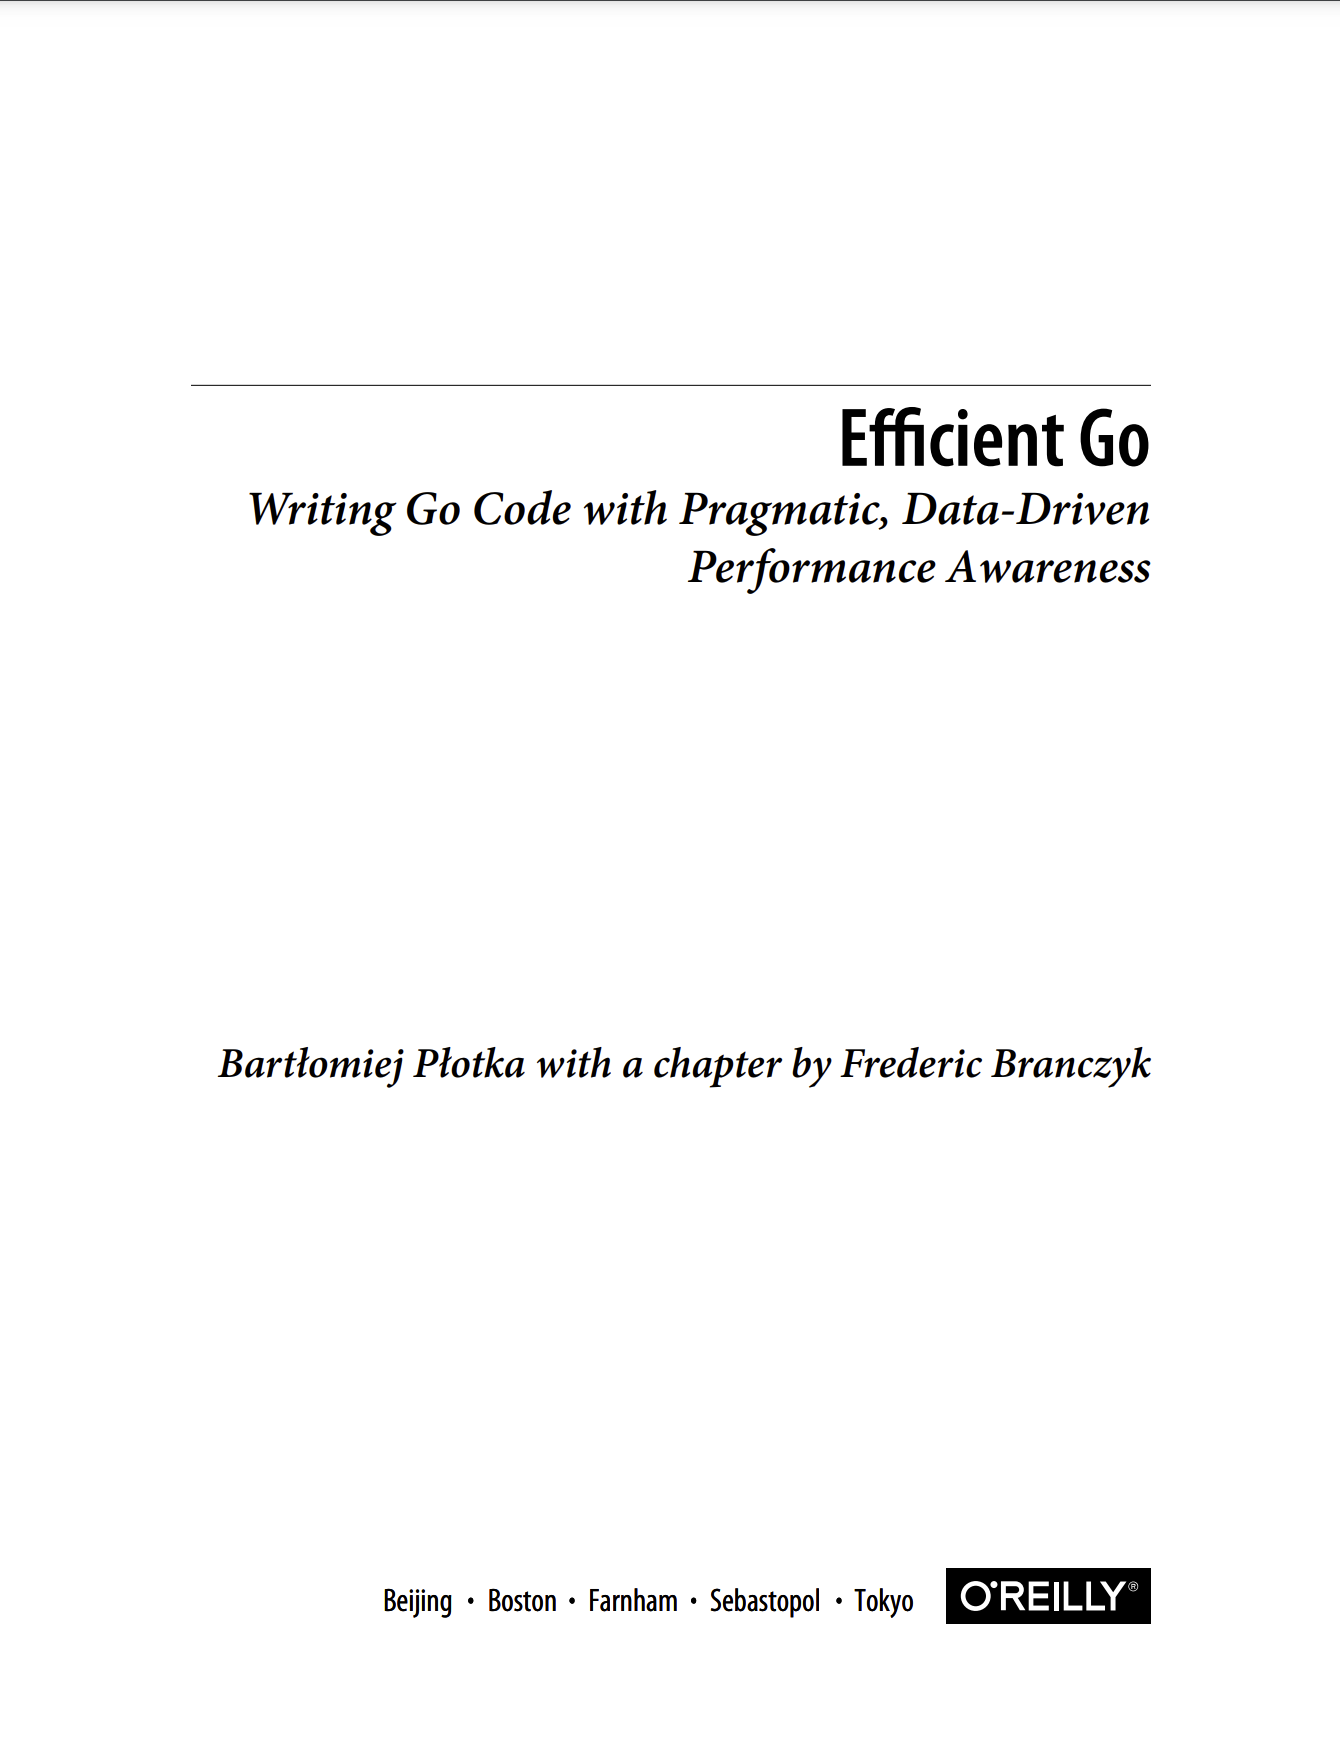 Efficient Go
Writing Go Code with Pragmatic, Data-Driven
Performance Awareness
Bartłomiej Płotka with a chapter by Frederic Branczyk
Beijing • Boston • Farnham • Sebastopol • Tokyo O'REILLY®